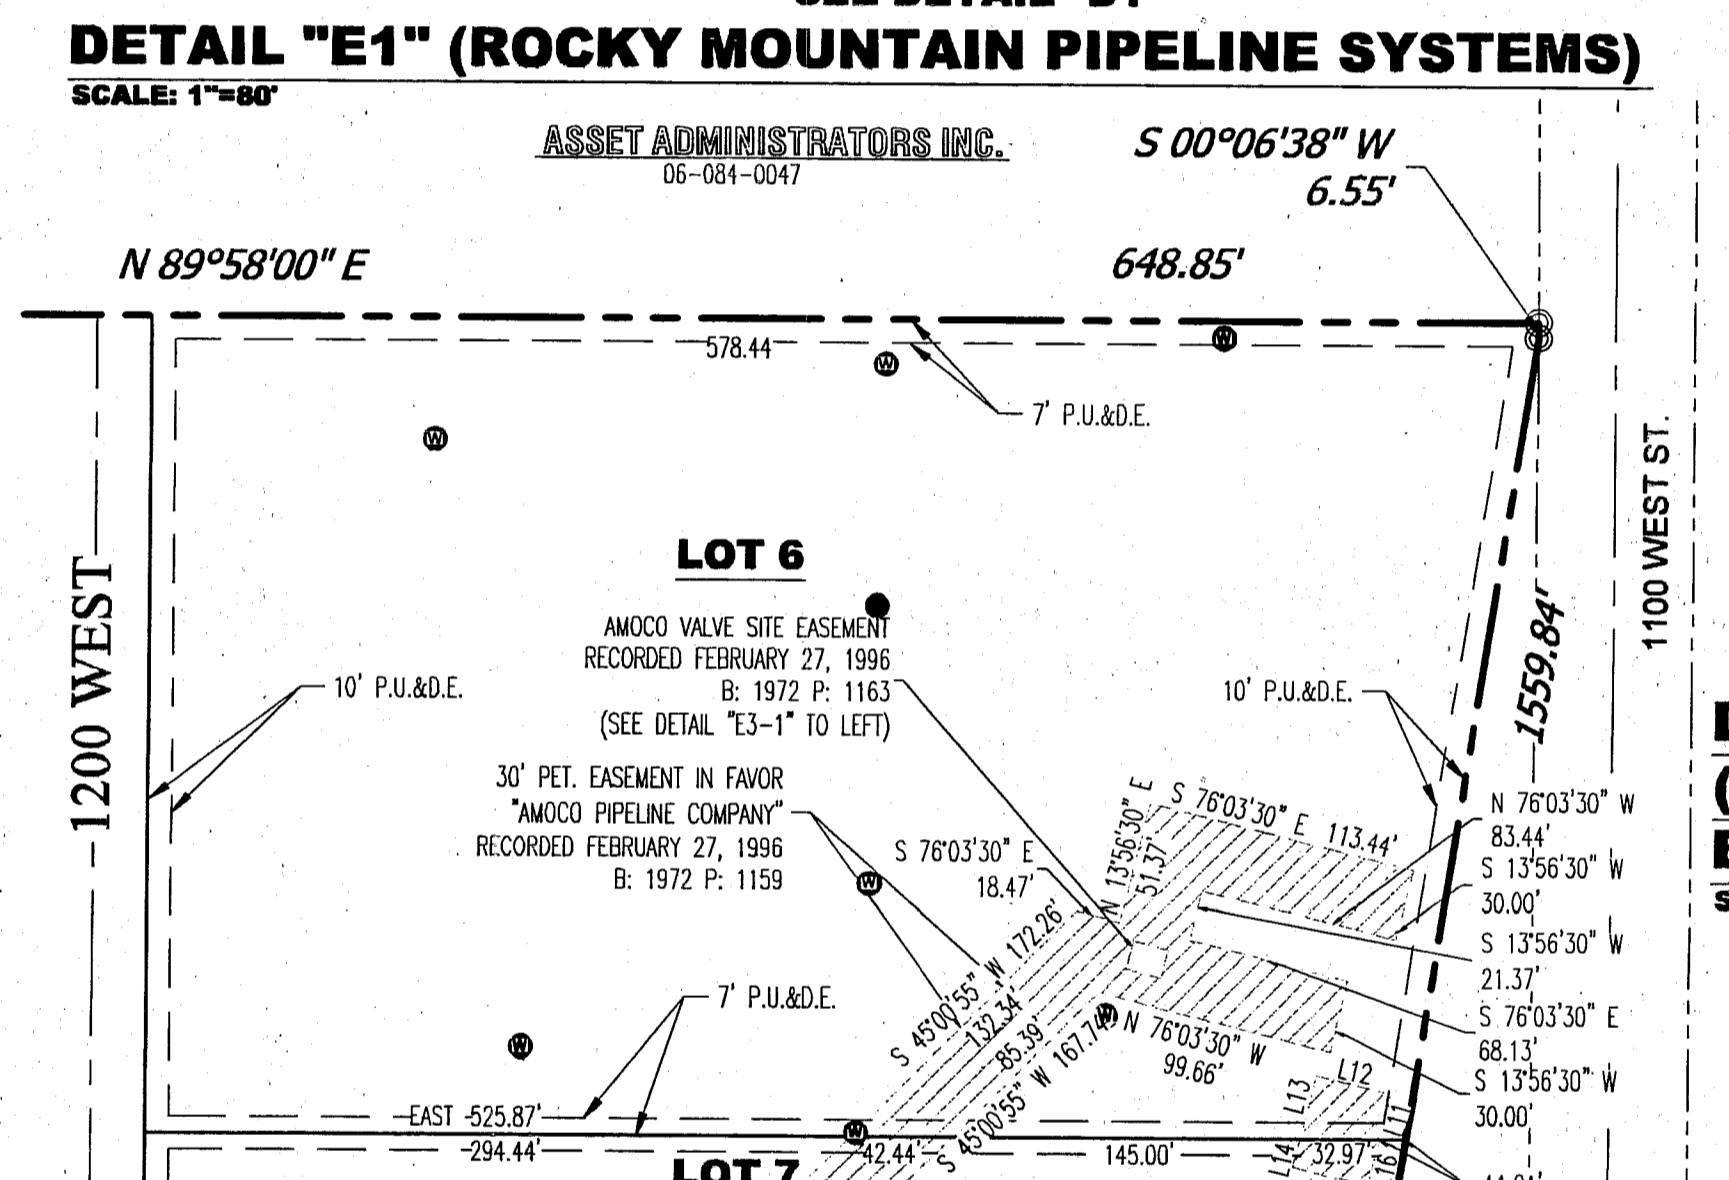 DETAIL "E1" (ROCKY MOUNTAIN PIPELINE SYSTEMS)
SCALE: 1"=80'
ASSET ADMINISTRATORS INC.
06-084-0047
S 00°06'38" W
6.55'
N 89°58'00" E
648.85'
578.44
W
W
W
7' P.U.&D.E.
1100 WEST ST.
LOT 6
AMOCO VALVE SITE EASEMENT
RECORDED FEBRUARY 27, 1996
B: 1972 P: 1163
(SEE DETAIL "E3-1" TO LEFT)
1200 WEST
10' P.U.&D.E.
10' P.U.&D.E.
1559.84'
30' PET. EASEMENT IN FAVOR
"AMOCO PIPELINE COMPANY"
RECORDED FEBRUARY 27, 1996
B: 1972 P: 1159
W
S 76°03'30" E
18.47'
N 13°56'30" E
51.37'
S 76°03'30" E 113.44'
N 76°03'30" W
83.44'
S 13°56'30" W
30.00'
S 13°56'30" W
21.37'
S 76°03'30" E
68.13'
S 13°56'30" W
30.00'
S 45°00'55" W 172.26'
132.34'
85.39'
S 45°00'55" W 167.74'
W
N 76°03'30" W
99.66'
7' P.U.&D.E.
W
L12
L13
L11
L14
EAST 525.87'
W
294.44'
42.44'
145.00'
32.97'
LOT 7